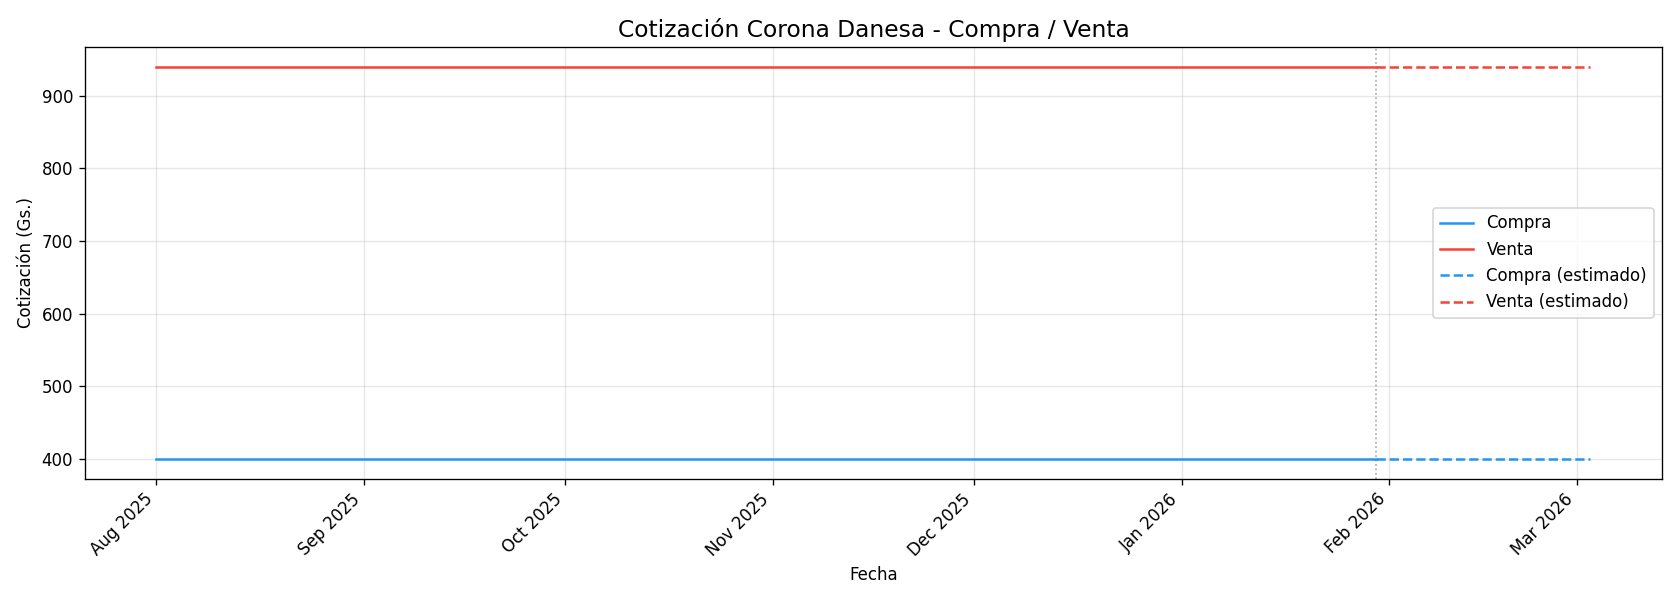 Cotización Corona Danesa - Compra / Venta
Cotización (Gs.)
900
800
700
600
500
400
Compra
Venta
Compra (estimado)
Venta (estimado)
Aug 2025
Sep 2025
Oct 2025
Nov 2025
Dec 2025
Jan 2026
Feb 2026
Mar 2026
Fecha